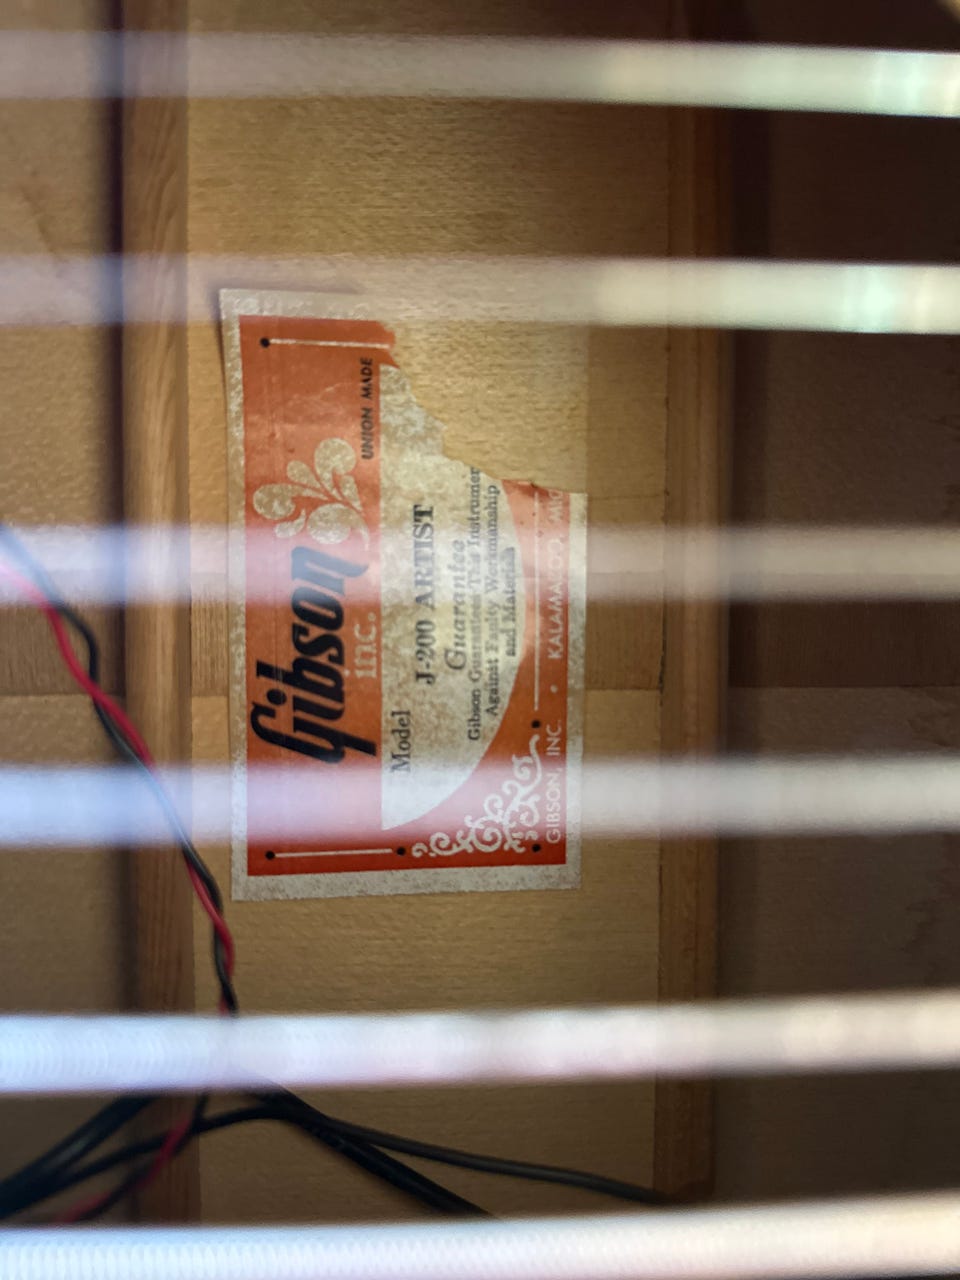 Gibson
inc.
UNION MADE
Model J-200 ARTIST
Guarantee
Gibson Guarantees This Instrumen
Against Faulty Workmanship
and Materials
GIBSON, INC. • KALAMAZOO, MIC